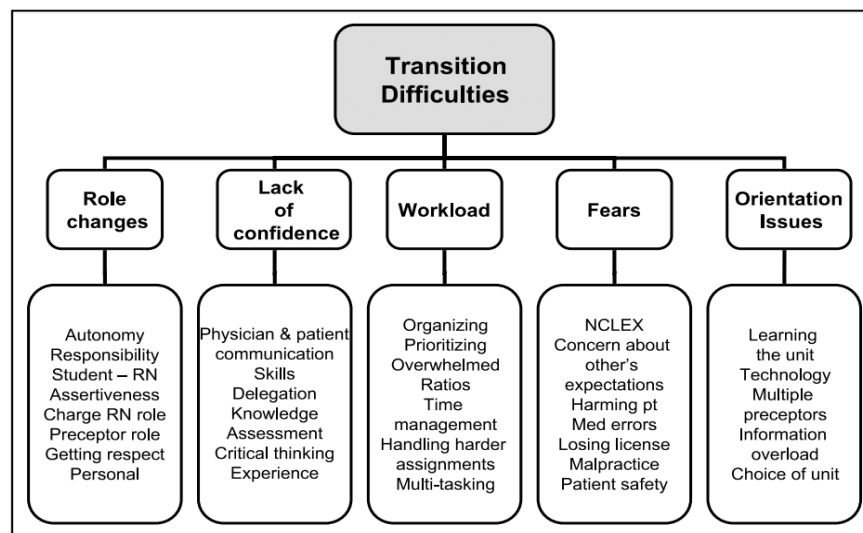 Transition
Difficulties
Role
changes
Lack
of
confidence
Workload
Fears
Orientation
Issues
Autonomy
Responsibility
Student – RN
Assertiveness
Charge RN role
Preceptor role
Getting respect
Personal
Physician & patient
communication
Skills
Delegation
Knowledge
Assessment
Critical thinking
Experience
Organizing
Prioritizing
Overwhelmed
Ratios
Time
management
Handling harder
assignments
Multi-tasking
NCLEX
Concern about
other's
expectations
Harming pt
Med errors
Losing license
Malpractice
Patient safety
Learning
the unit
Technology
Multiple
preceptors
Information
overload
Choice of unit